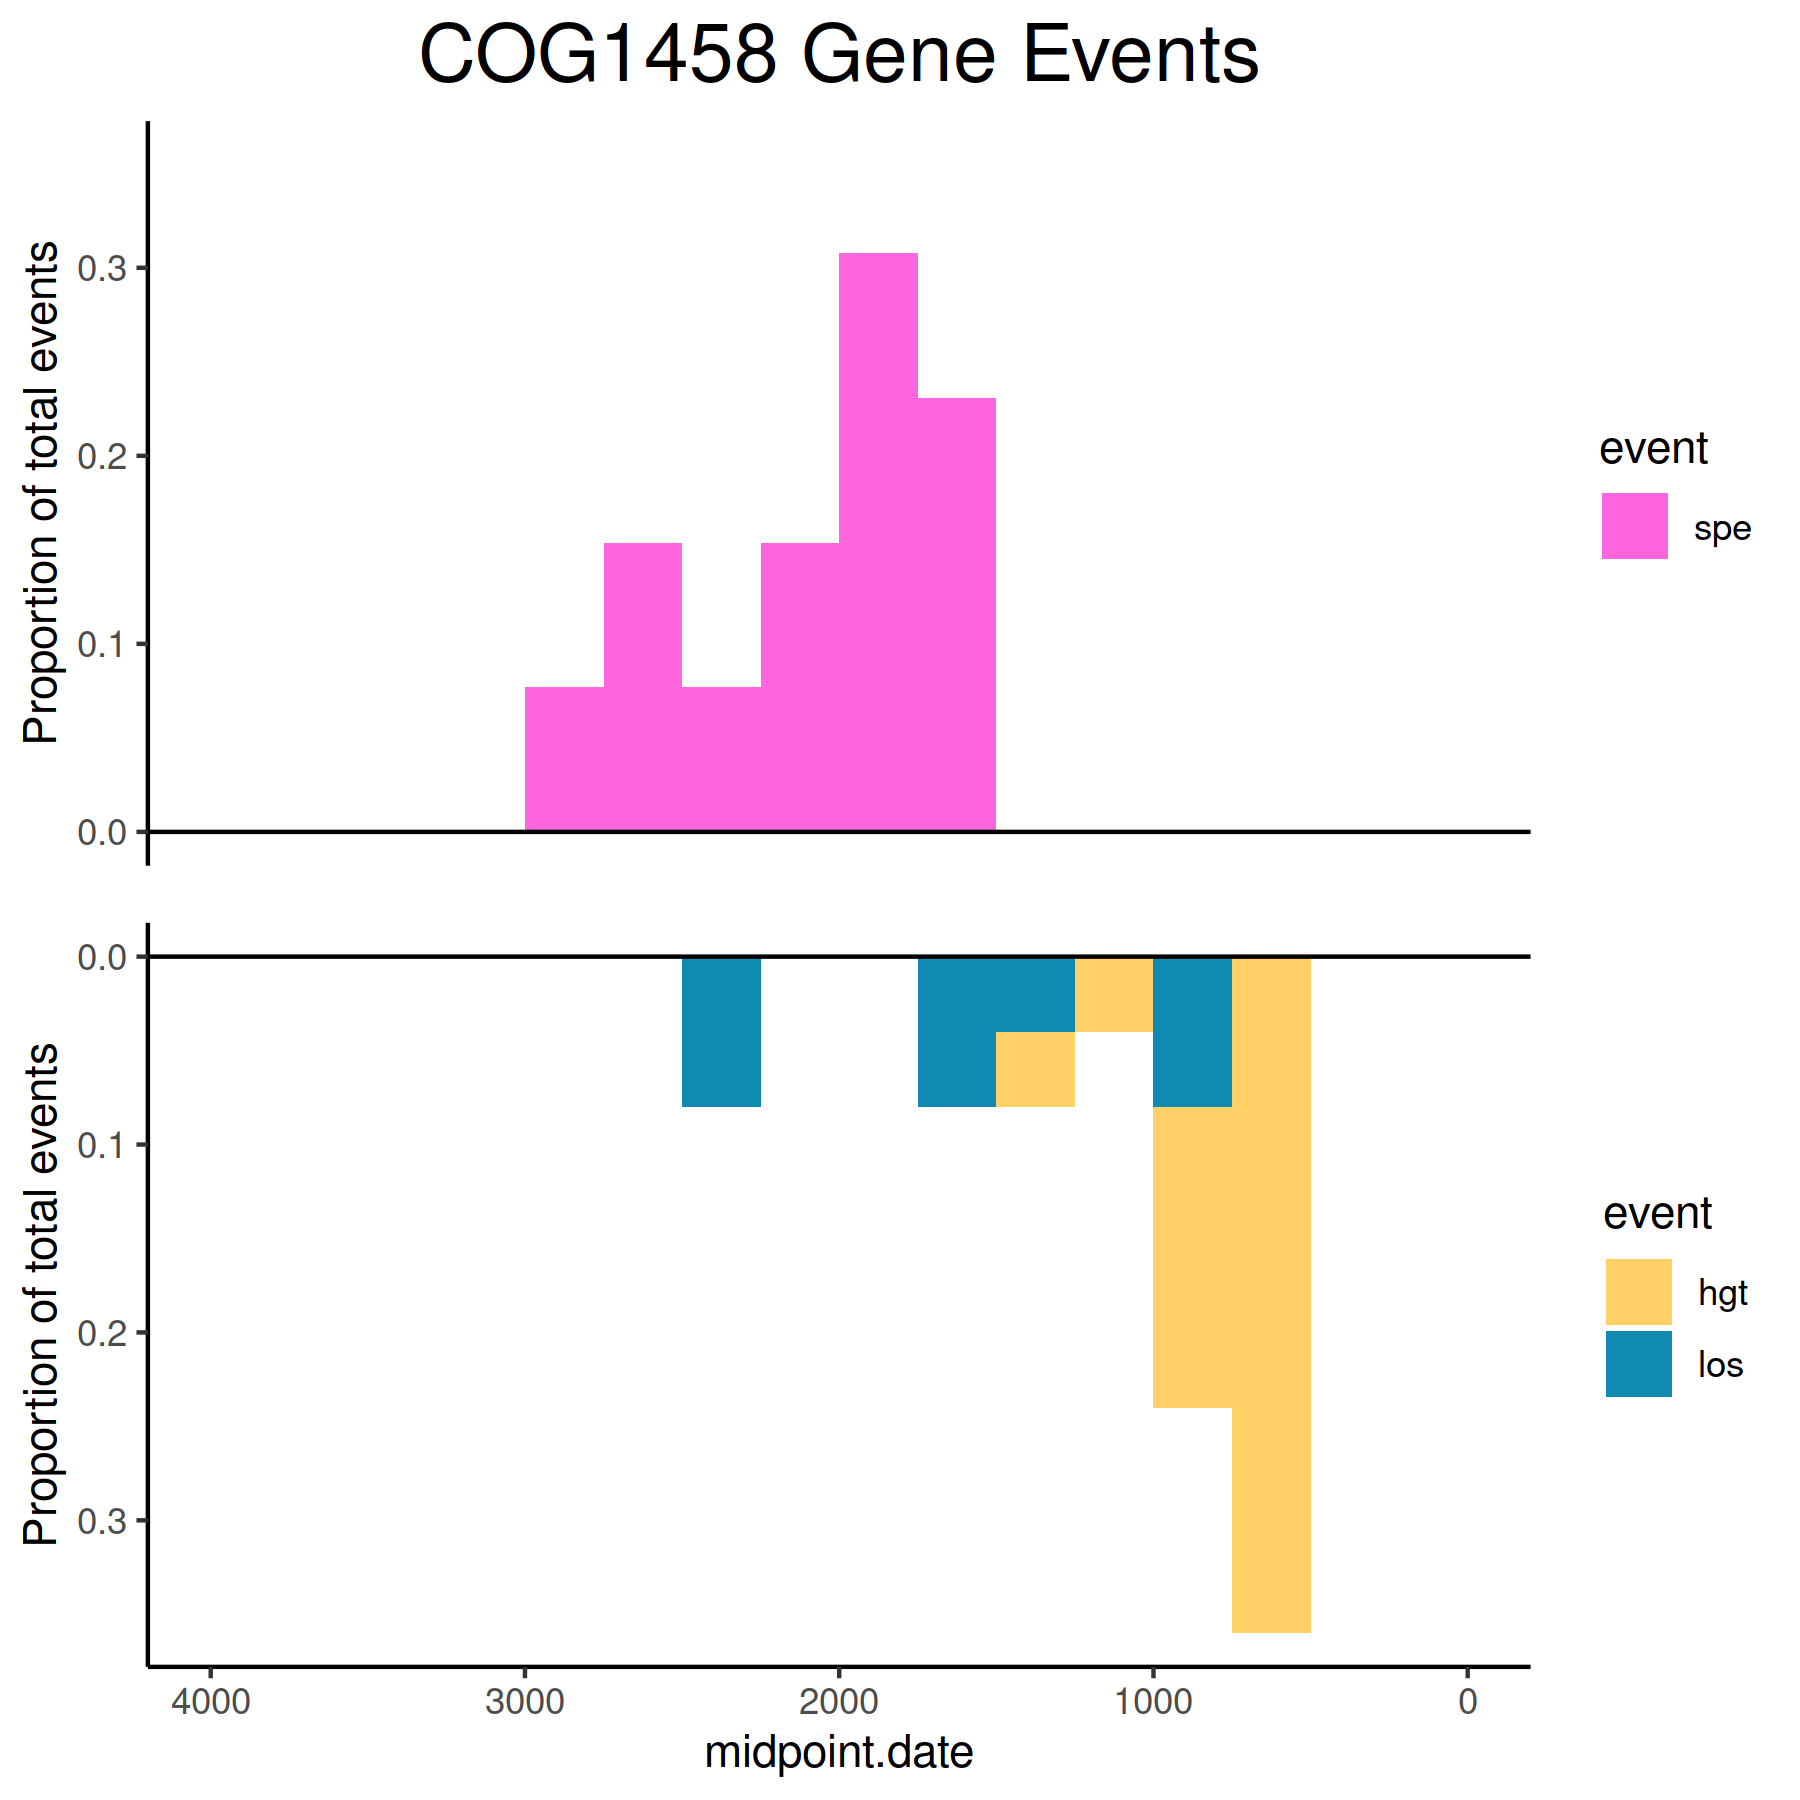 COG1458 Gene Events
Proportion of total events
0.3
0.2
0.1
0.0
event
spe
Proportion of total events
0.0
0.1
0.2
0.3
event
hgt
los
4000 3000 2000 1000 0
midpoint.date